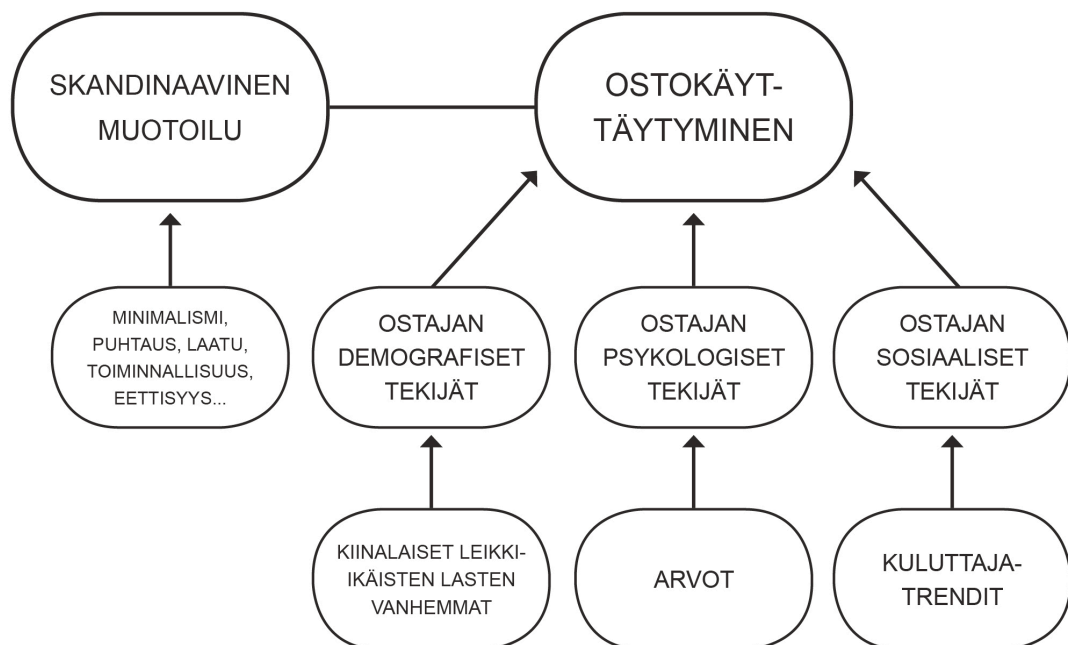 SKANDINAAVINEN
MUOTOILU
OSTOKÄYT-
TÄYTYMINEN
MINIMALISMI,
PUHTAUS, LAATU,
TOIMINNALLISUUS,
EETTISYYS...
OSTAJAN
DEMOGRAFISET
TEKIJÄT
OSTAJAN
PSYKOLOGISET
TEKIJÄT
OSTAJAN
SOSIAALISET
TEKIJÄT
KIINALAISET LEIKKI-
IKÄISTEN LASTEN
VANHEMMAT
ARVOT
KULUTTAJA-
TRENDIT